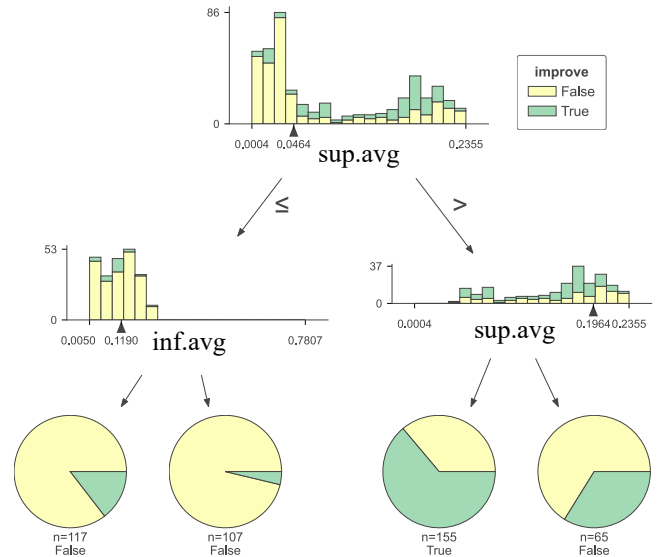 86
0
0.0004
0.0464
0.2355
sup.avg
improve
False
True
≤
>
53
0
0.0050
0.1190
0.7807
inf.avg
37
0
0.0004
0.1964
0.2355
sup.avg
n=117
False
n=107
False
n=155
True
n=65
False